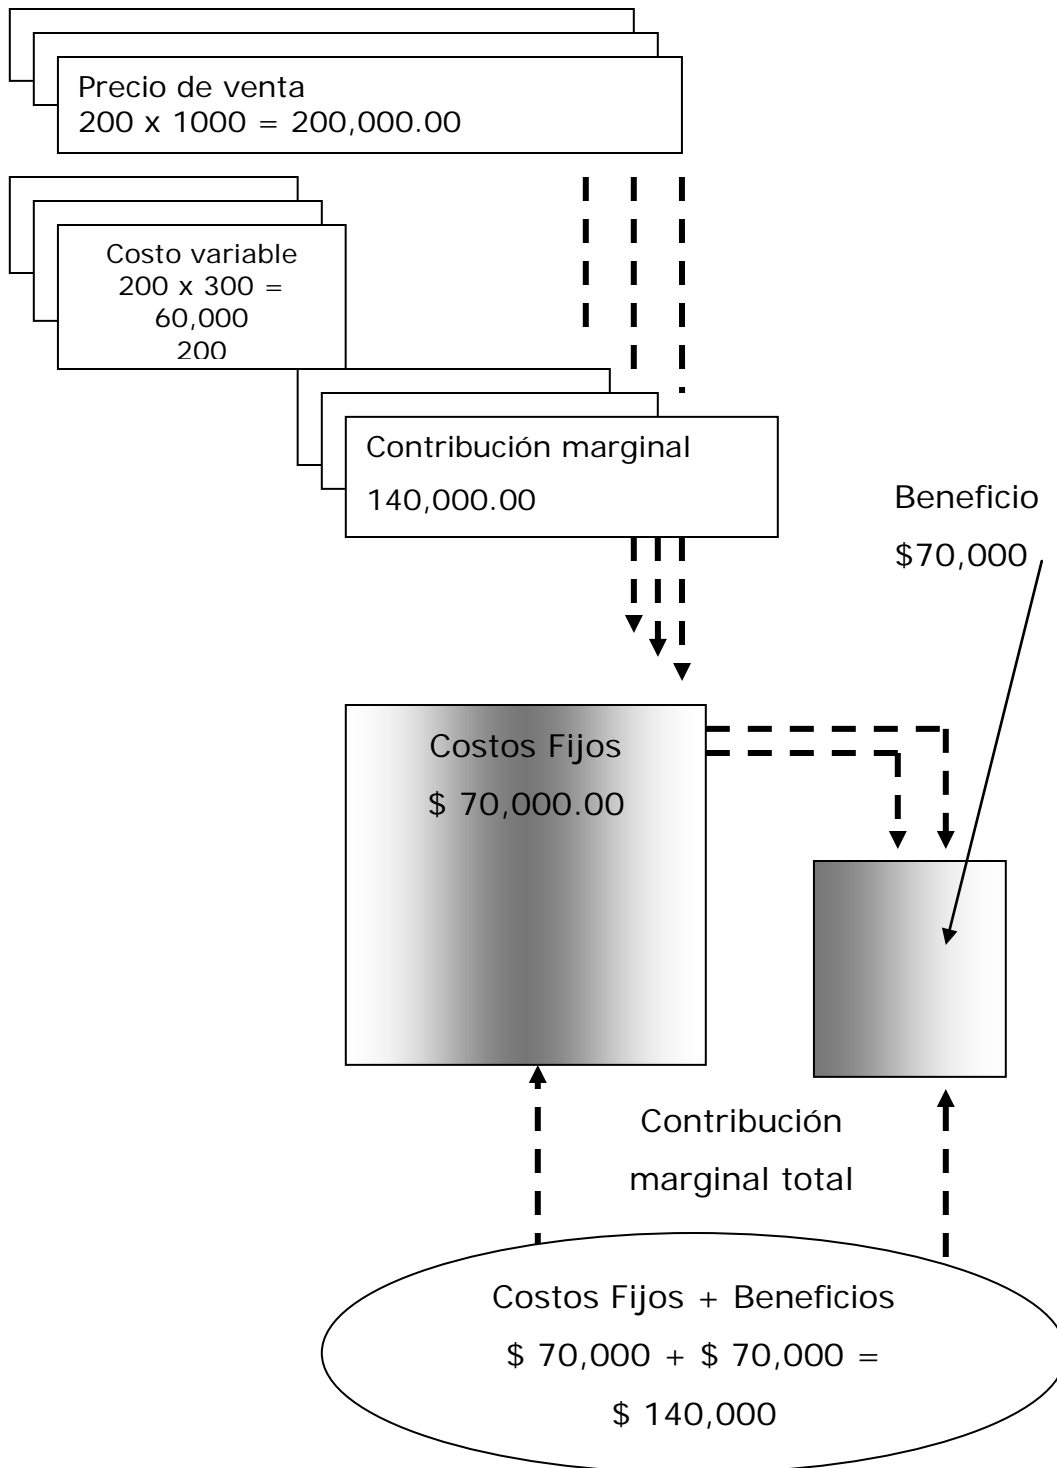 Precio de venta
200 x 1000 = 200,000.00
Costo variable
200 x 300 =
60,000
200
Contribución marginal
140,000.00
Beneficio
$70,000
Costos Fijos
$ 70,000.00
Contribución
marginal total
Costos Fijos + Beneficios
$ 70,000 + $ 70,000 =
$ 140,000